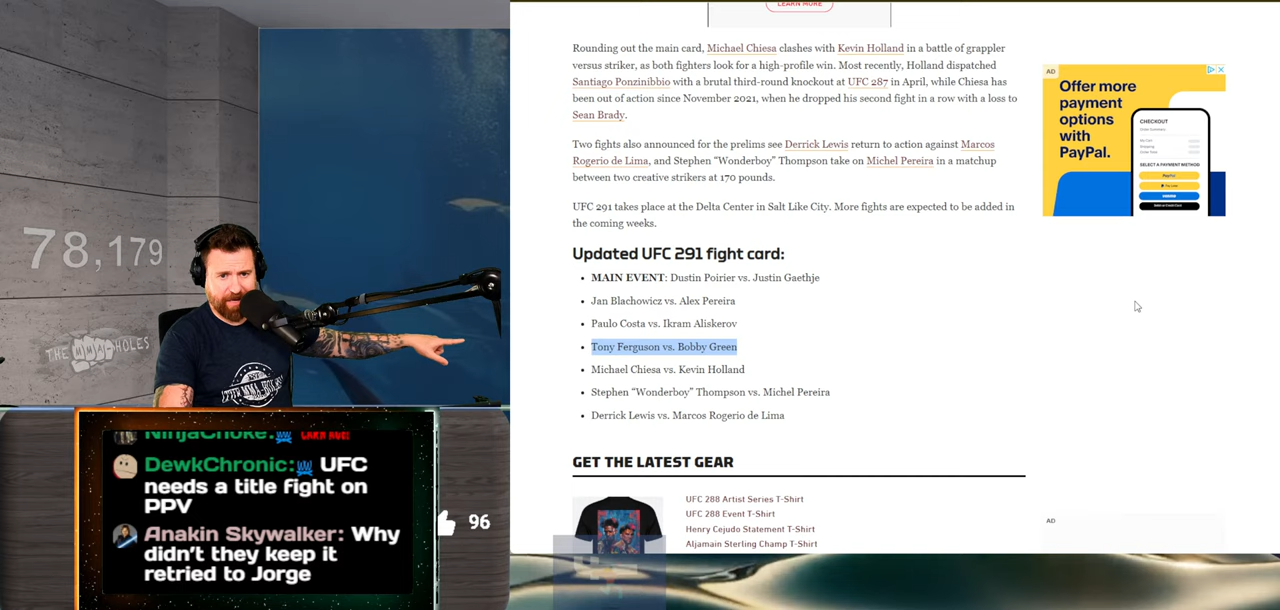 78,179
THE MMA HOLES
NinjaChoke:
DewkChronic: UFC
needs a title fight on
PPV
Anakin Skywalker: Why
didn't they keep it
retried to Jorge
96
LEARN MORE
Rounding out the main card, Michael Chiesa clashes with Kevin Holland in a battle of grappler
versus striker, as both fighters look for a high-profile win. Most recently, Holland dispatched
Santiago Ponzinibbio with a brutal third-round knockout at UFC 287 in April, while Chiesa has
been out of action since November 2021, when he dropped his second fight in a row with a loss to
Sean Brady.
Two fights also announced for the prelims see Derrick Lewis return to action against Marcos
Rogerio de Lima, and Stephen “Wonderboy” Thompson take on Michel Pereira in a matchup
between two creative strikers at 170 pounds.
UFC 291 takes place at the Delta Center in Salt Like City. More fights are expected to be added in
the coming weeks.
Updated UFC 291 fight card:
MAIN EVENT: Dustin Poirier vs. Justin Gaethje
Jan Blachowicz vs. Alex Pereira
Paulo Costa vs. Ikram Aliskerov
Tony Ferguson vs. Bobby Green
Michael Chiesa vs. Kevin Holland
Stephen “Wonderboy” Thompson vs. Michel Pereira
Derrick Lewis vs. Marcos Rogerio de Lima
GET THE LATEST GEAR
UFC 288 Artist Series T-Shirt
UFC 288 Event T-Shirt
Henry Cejudo Statement T-Shirt
Aljamain Sterling Champ T-Shirt
AD
Offer more
payment
options
with
PayPal.
CHECKOUT
Order Summary
SELECT A PAYMENT METHOD
PayPal
AD